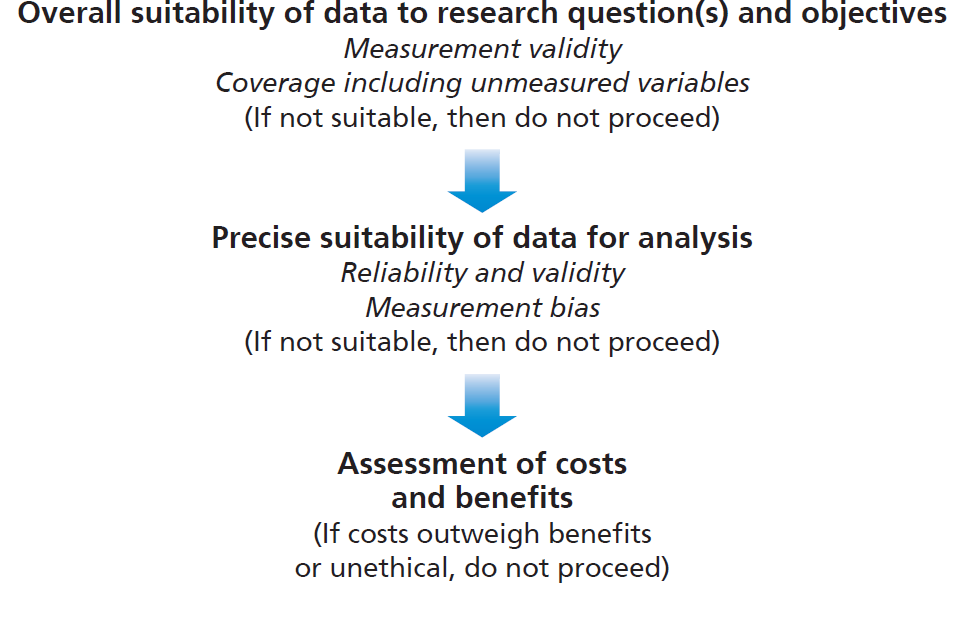 Overall suitability of data to research question(s) and objectives
Measurement validity
Coverage including unmeasured variables
(If not suitable, then do not proceed)
Precise suitability of data for analysis
Reliability and validity
Measurement bias
(If not suitable, then do not proceed)
Assessment of costs
and benefits
(If costs outweigh benefits
or unethical, do not proceed)